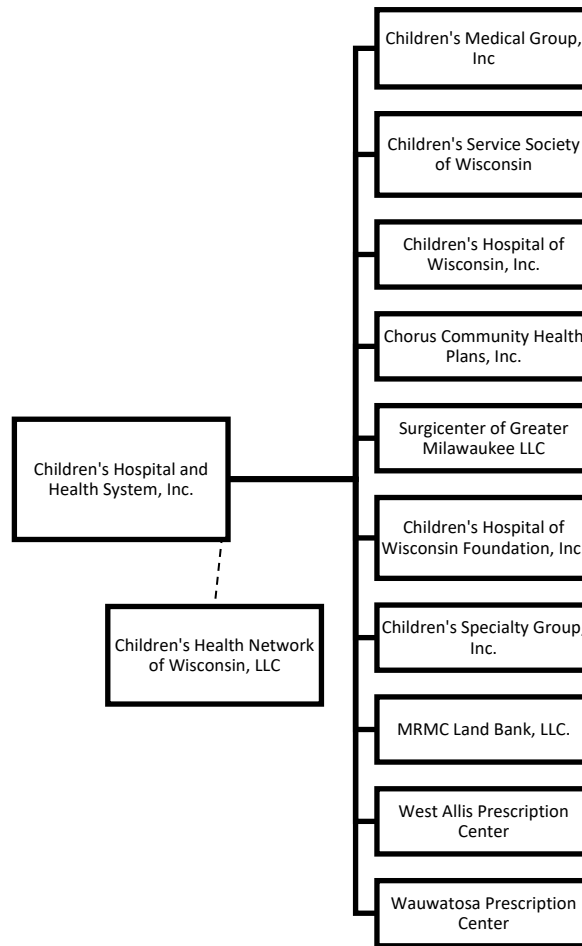 Children's Medical Group,
Inc
Children's Service Society
of Wisconsin
Children's Hospital of
Wisconsin, Inc.
Chorus Community Health
Plans, Inc.
Surgicenter of Greater
Milawaukee LLC
Children's Hospital and
Health System, Inc.
Children's Hospital of
Wisconsin Foundation, Inc
Children's Health Network
of Wisconsin, LLC
Children's Specialty Group,
Inc.
MRMC Land Bank, LLC.
West Allis Prescription
Center
Wauwatosa Prescription
Center